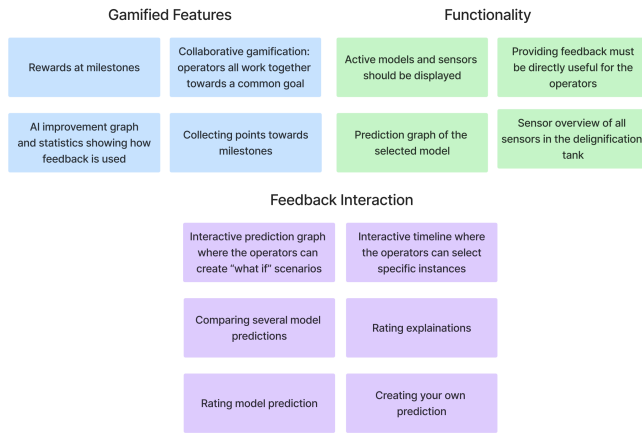 Gamified Features
Functionality
Rewards at milestones
Collaborative gamification:
operators all work together
towards a common goal
Active models and sensors
should be displayed
Providing feedback must
be directly useful for the
operators
AI improvement graph
and statistics showing how
feedback is used
Collecting points towards
milestones
Prediction graph of the
selected model
Sensor overview of all
sensors in the delignification
tank
Feedback Interaction
Interactive prediction graph
where the operators can
create “what if” scenarios
Interactive timeline where
the operators can select
specific instances
Comparing several model
predictions
Rating explainations
Rating model prediction
Creating your own
prediction